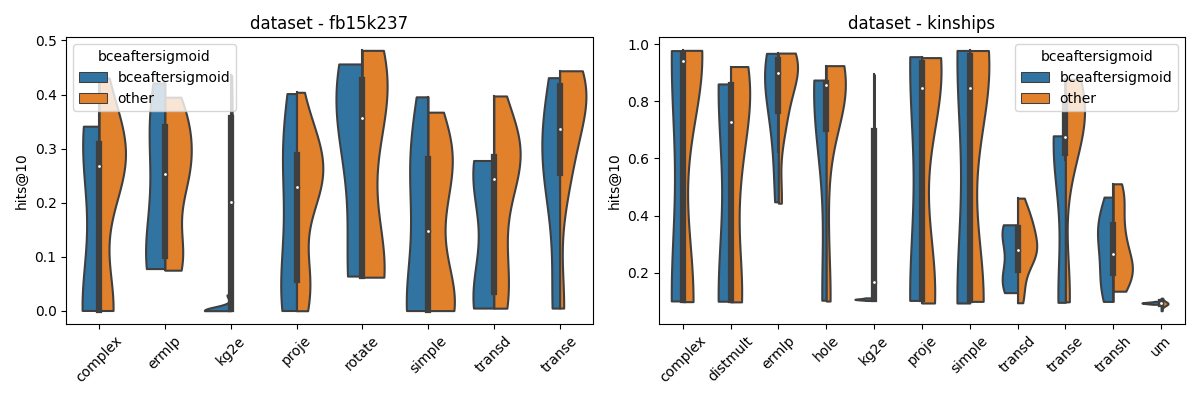 dataset - fb15k237
hits@10
0.5
0.4
0.3
0.2
0.1
0.0
bceaftersigmoid
bceaftersigmoid
other
complex
ermlp
kg2e
proje
rotate
simple
transd
transe
dataset - kinships
hits@10
1.0
0.8
0.6
0.4
0.2
bceaftersigmoid
bceaftersigmoid
other
complex
distmult
ermlp
hole
kg2e
proje
simple
transd
transe
transh
um